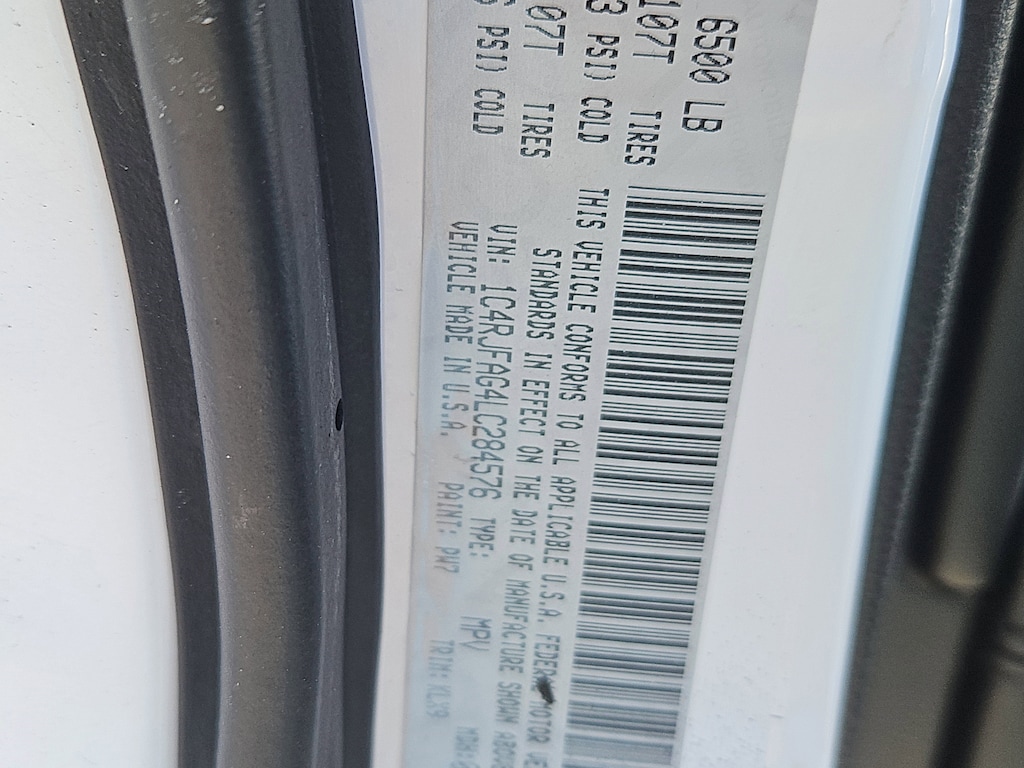 6500 LB
107T TIRES
3 PSI) COLD
07T TIRES
PSI) COLD
THIS VEHICLE CONFORMS TO ALL APPLICABLE U.S.A. FEDERAL MOTOR
STANDARDS IN EFFECT ON THE DATE OF MANUFACTURE SHOWN ABOVE
VIN: 1C4RJFAG4LC284576 TYPE: MPV
VEHICLE MADE IN U.S.A. PAINT: PW7 TRIM: XLX9